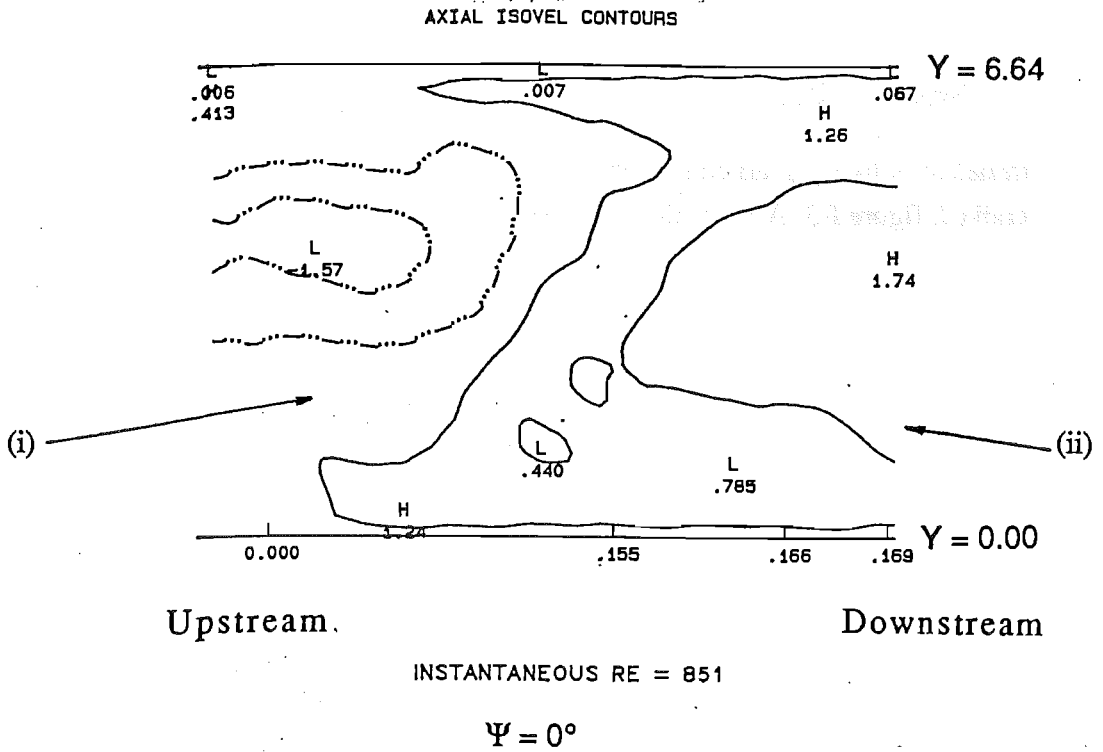 AXIAL ISOVEL CONTOURS
L
.006
.413
L
.007
.067
Y = 6.64
H
1.26
L
-1.57
H
1.74
(i)
(ii)
L
.440
L
.785
H
1.24
0.000
.155
.166
.169
Y = 0.00
Upstream.
Downstream
INSTANTANEOUS RE = 851
Ψ = 0°